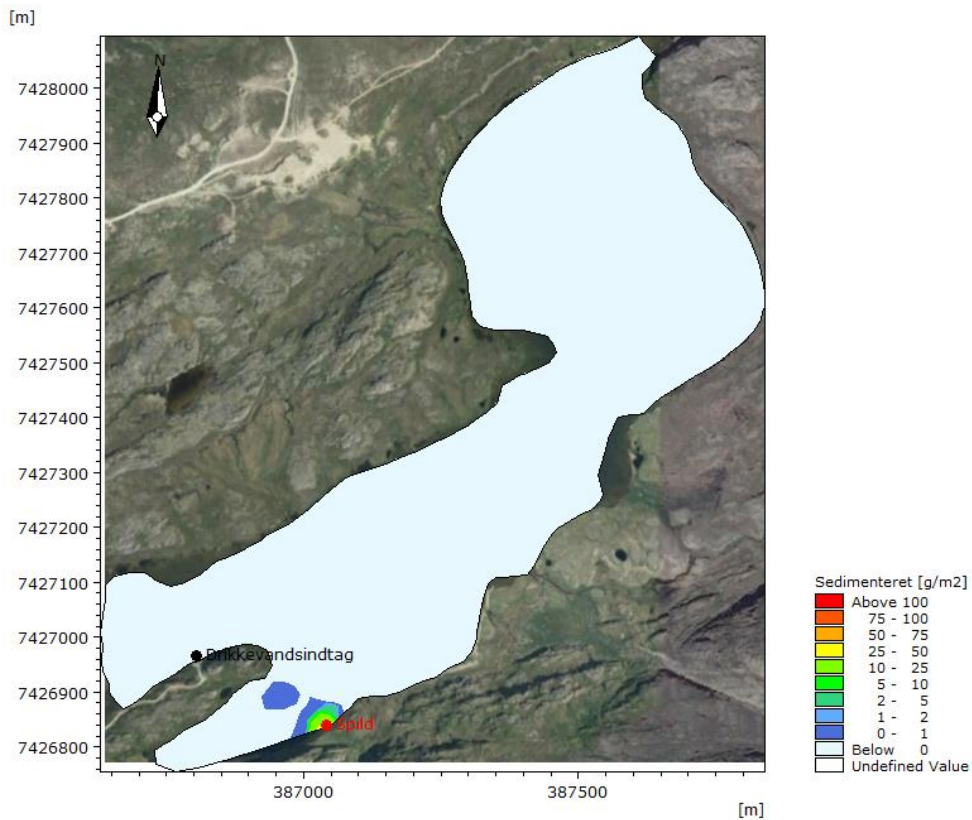 [m]
N
7428000
7427900
7427800
7427700
7427600
7427500
7427400
7427300
7427200
7427100
7427000
7426900
7426800
Drikkevandsindtag
Spild
387000
387500
[m]
Sedimenteret [g/m2]
Above 100
75 - 100
50 - 75
25 - 50
10 - 25
5 - 10
2 - 5
1 - 2
0 - 1
Below 0
Undefined Value